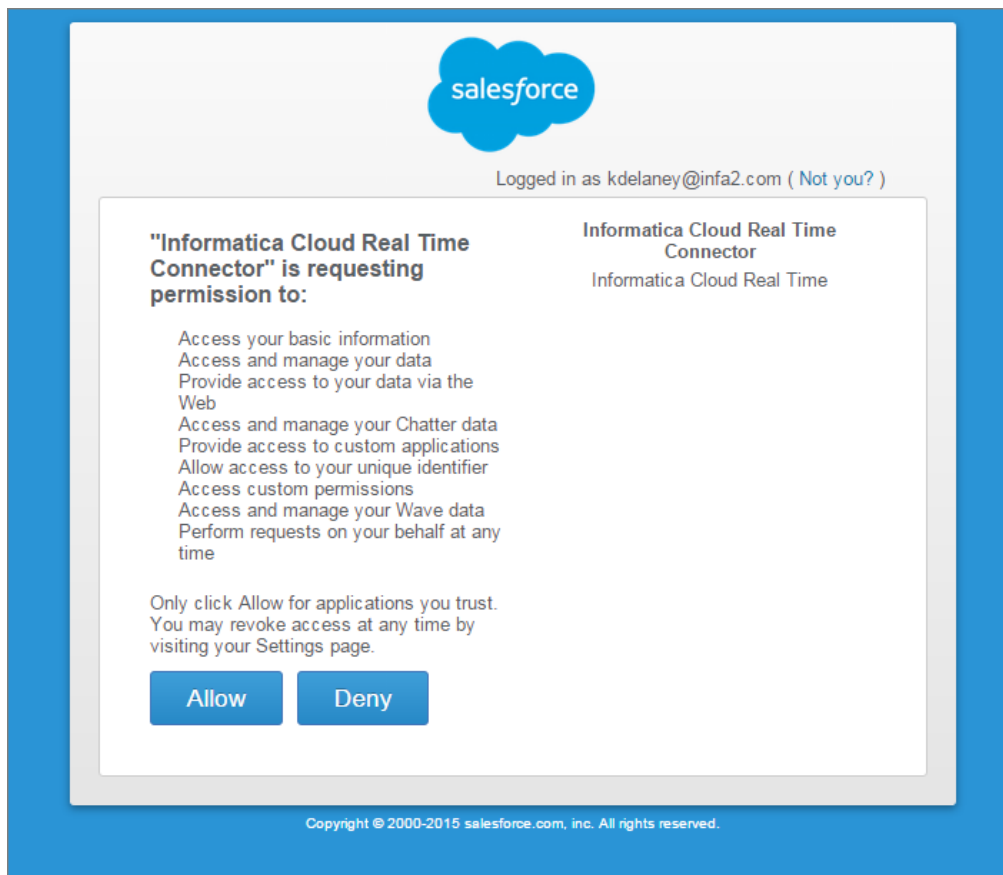 salesforce
Logged in as kdelaney@infa2.com ( Not you? )
"Informatica Cloud Real Time
Connector" is requesting
permission to:
Access your basic information
Access and manage your data
Provide access to your data via the
Web
Access and manage your Chatter data
Provide access to custom applications
Allow access to your unique identifier
Access custom permissions
Access and manage your Wave data
Perform requests on your behalf at any
time
Only click Allow for applications you trust.
You may revoke access at any time by
visiting your Settings page.
Allow
Deny
Informatica Cloud Real Time
Connector
Informatica Cloud Real Time
Copyright © 2000-2015 salesforce.com, inc. All rights reserved.